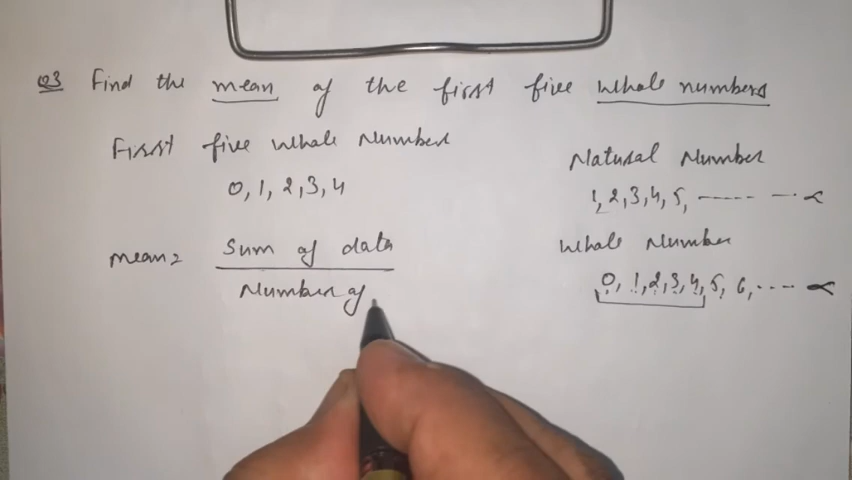 Q3 Find the mean of the first five whole numbers
First five whole Number
0, 1, 2, 3, 4
mean = Sum of data
Number of
Natural Number
1, 2, 3, 4, 5, ------ --- ∝
Whole Number
0, 1, 2, 3, 4, 5, 6, ---- ∝